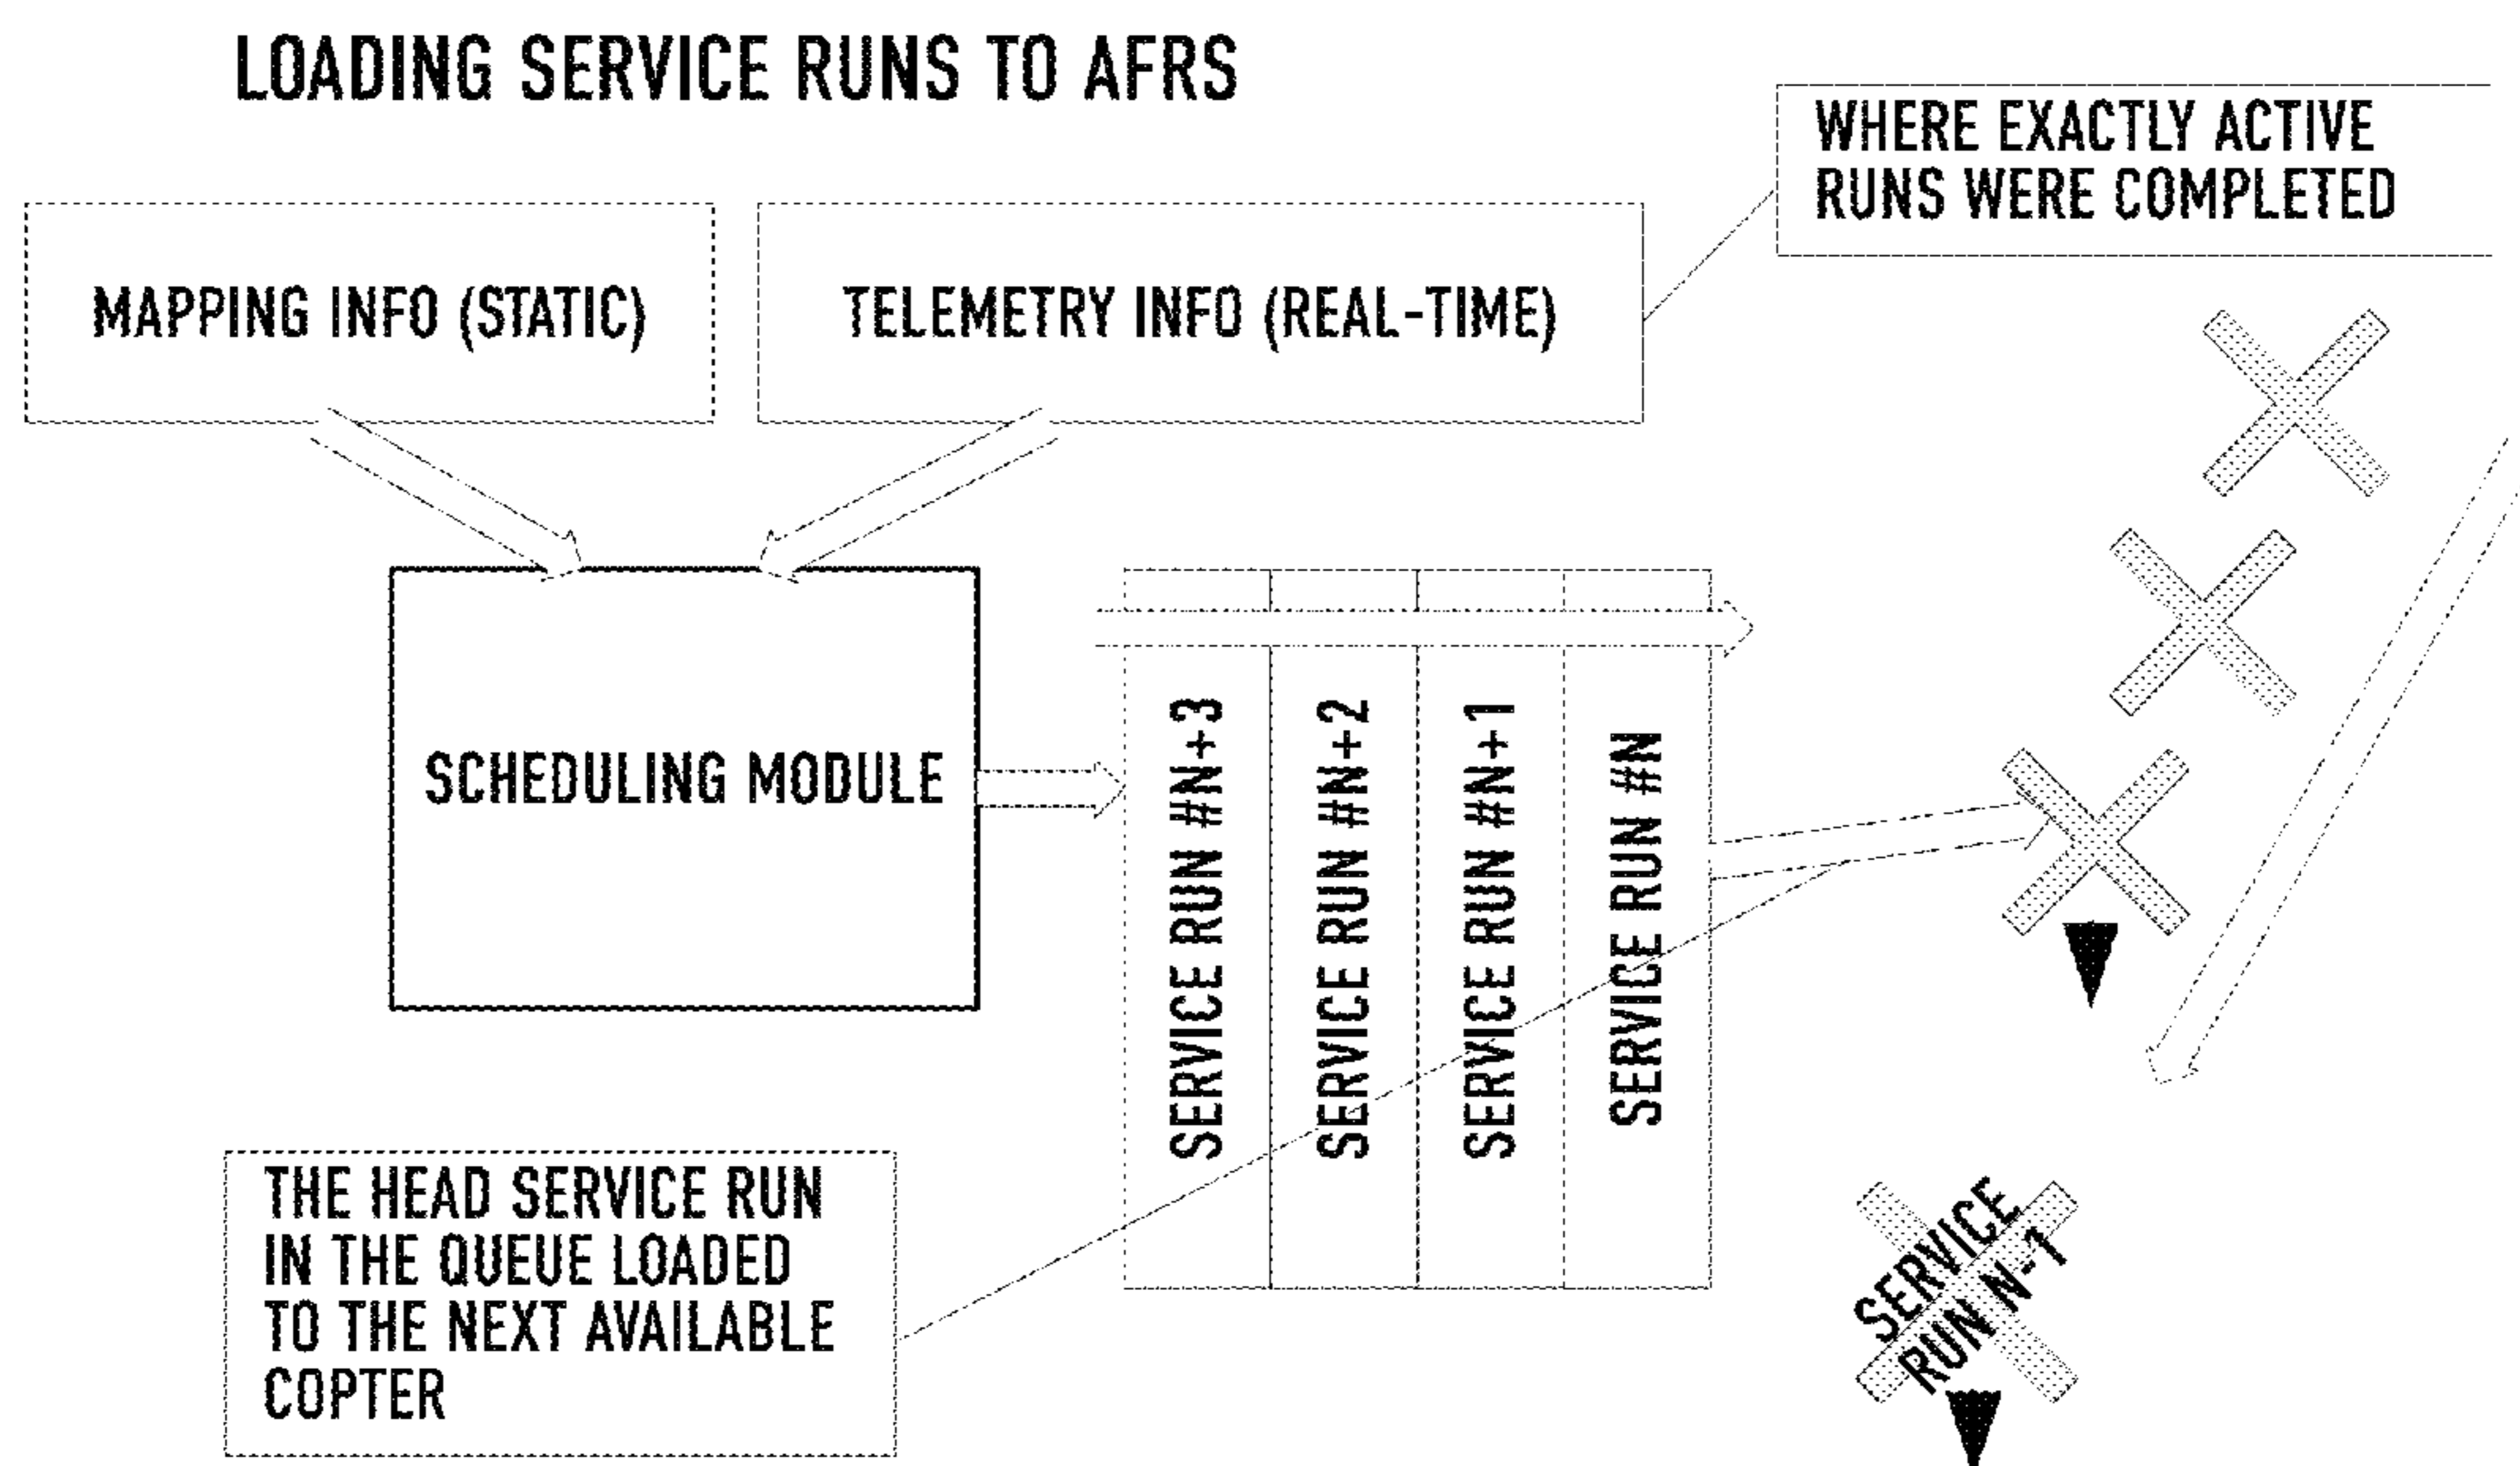 LOADING SERVICE RUNS TO AFRS
WHERE EXACTLY ACTIVE
RUNS WERE COMPLETED
MAPPING INFO (STATIC)
TELEMETRY INFO (REAL-TIME)
SCHEDULING MODULE
SERVICE RUN #N+3
SERVICE RUN #N+2
SERVICE RUN #N+1
SERVICE RUN #N
THE HEAD SERVICE RUN
IN THE QUEUE LOADED
TO THE NEXT AVAILABLE
COPTER
SERVICE
RUN N-1